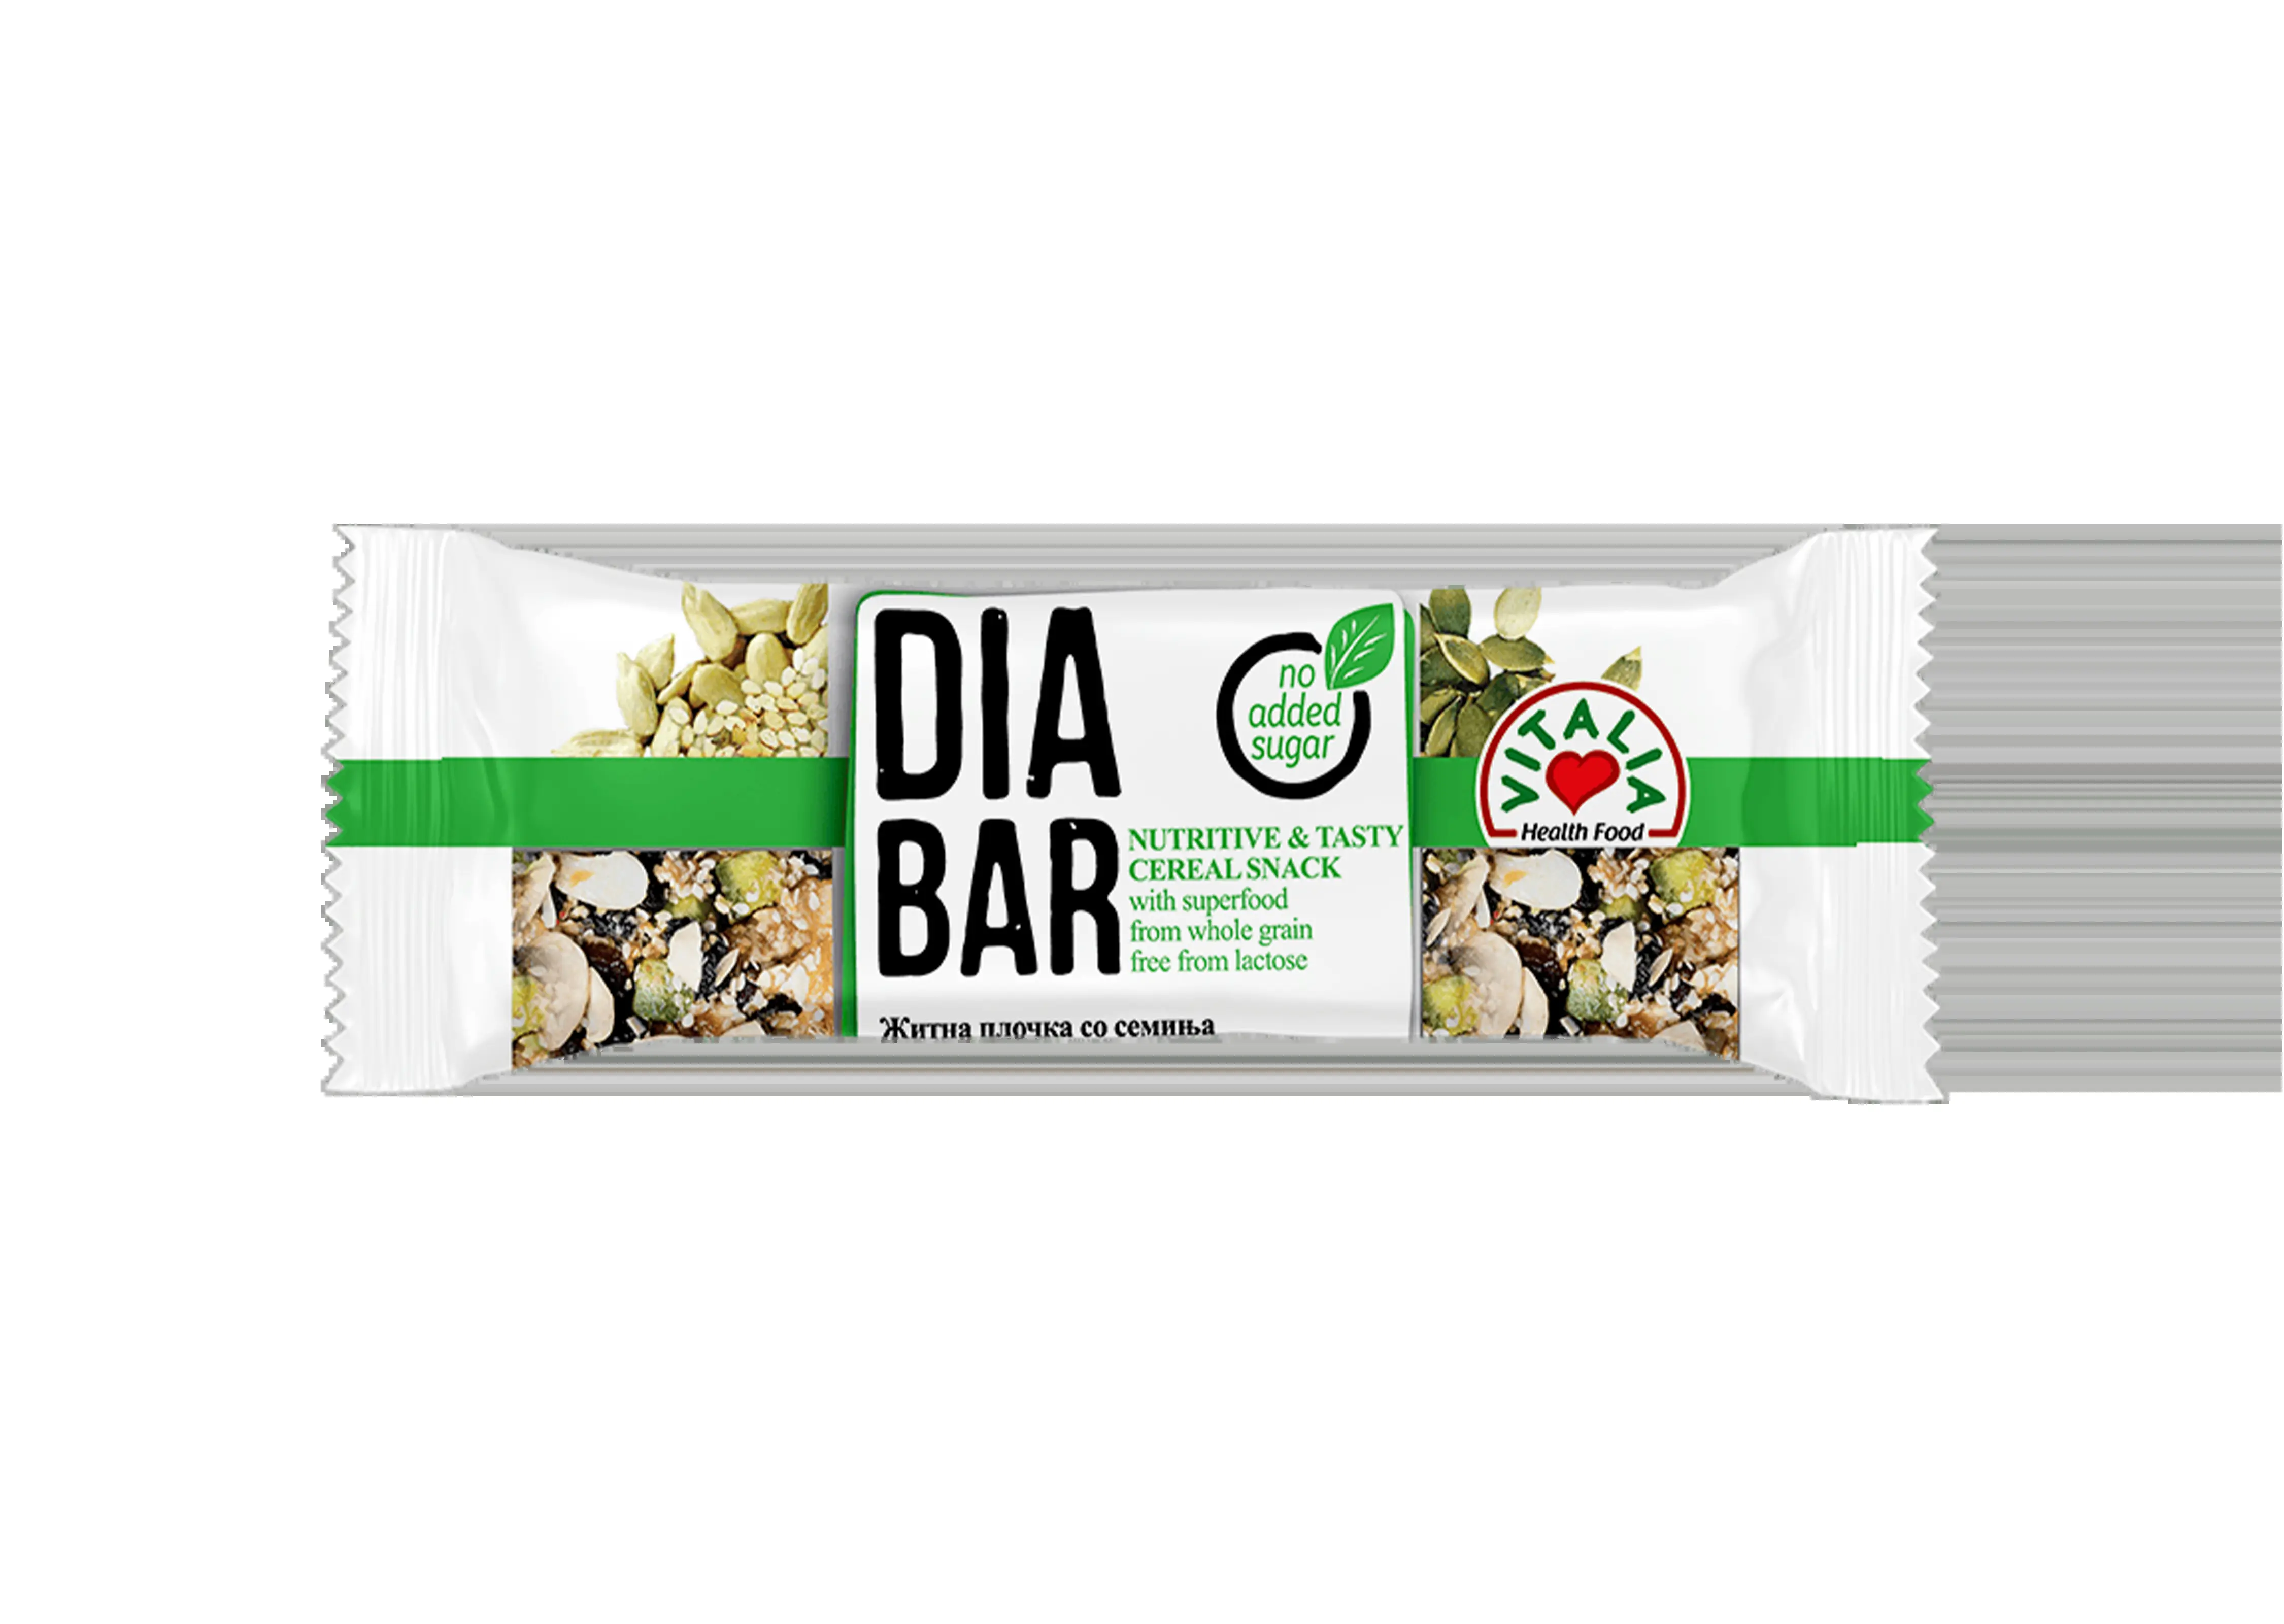 DIA
BAR
no
added
sugar
NUTRITIVE & TASTY
CEREAL SNACK
with superfood
from whole grain
free from lactose
Житна плочка со семиња
VITALIA
Health Food